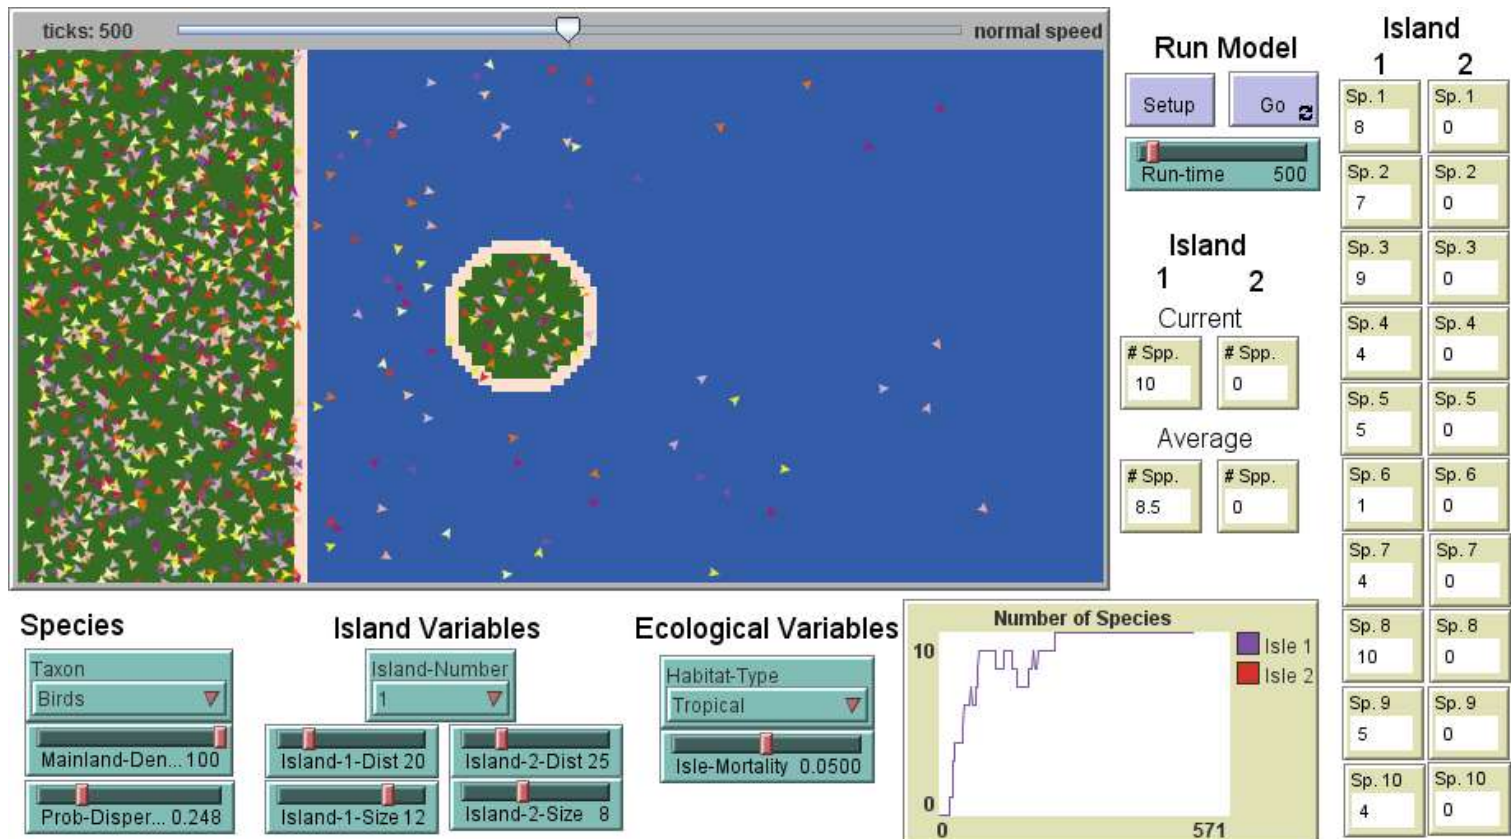 ticks: 500
normal speed
Run Model
Setup
Go
Run-time 500
Island
1 2
Current
# Spp.
10
# Spp.
0
Average
# Spp.
8.5
# Spp.
0
Island
1 2
Sp. 1
8
Sp. 1
0
Sp. 2
7
Sp. 2
0
Sp. 3
9
Sp. 3
0
Sp. 4
4
Sp. 4
0
Sp. 5
5
Sp. 5
0
Sp. 6
1
Sp. 6
0
Sp. 7
4
Sp. 7
0
Sp. 8
10
Sp. 8
0
Sp. 9
5
Sp. 9
0
Sp. 10
4
Sp. 10
0
Species
Taxon
Birds
Mainland-Den... 100
Prob-Disper... 0.248
Island Variables
Island-Number
1
Island-1-Dist 20
Island-2-Dist 25
Island-1-Size 12
Island-2-Size 8
Ecological Variables
Habitat-Type
Tropical
Isle-Mortality 0.0500
Number of Species
10
0
0
571
Isle 1
Isle 2